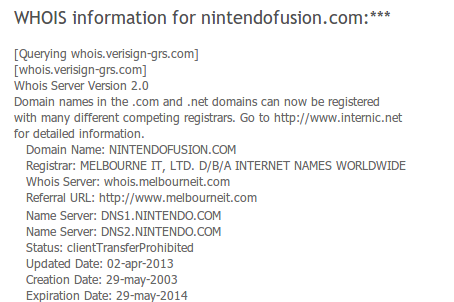 WHOIS information for nintendofusion.com:***
[Querying whois.verisign-grs.com]
[whois.verisign-grs.com]
Whois Server Version 2.0
Domain names in the .com and .net domains can now be registered
with many different competing registrars. Go to http://www.internic.net
for detailed information.
Domain Name: NINTENDOFUSION.COM
Registrar: MELBOURNE IT, LTD. D/B/A INTERNET NAMES WORLDWIDE
Whois Server: whois.melbourneit.com
Referral URL: http://www.melbourneit.com
Name Server: DNS1.NINTENDO.COM
Name Server: DNS2.NINTENDO.COM
Status: clientTransferProhibited
Updated Date: 02-apr-2013
Creation Date: 29-may-2003
Expiration Date: 29-may-2014